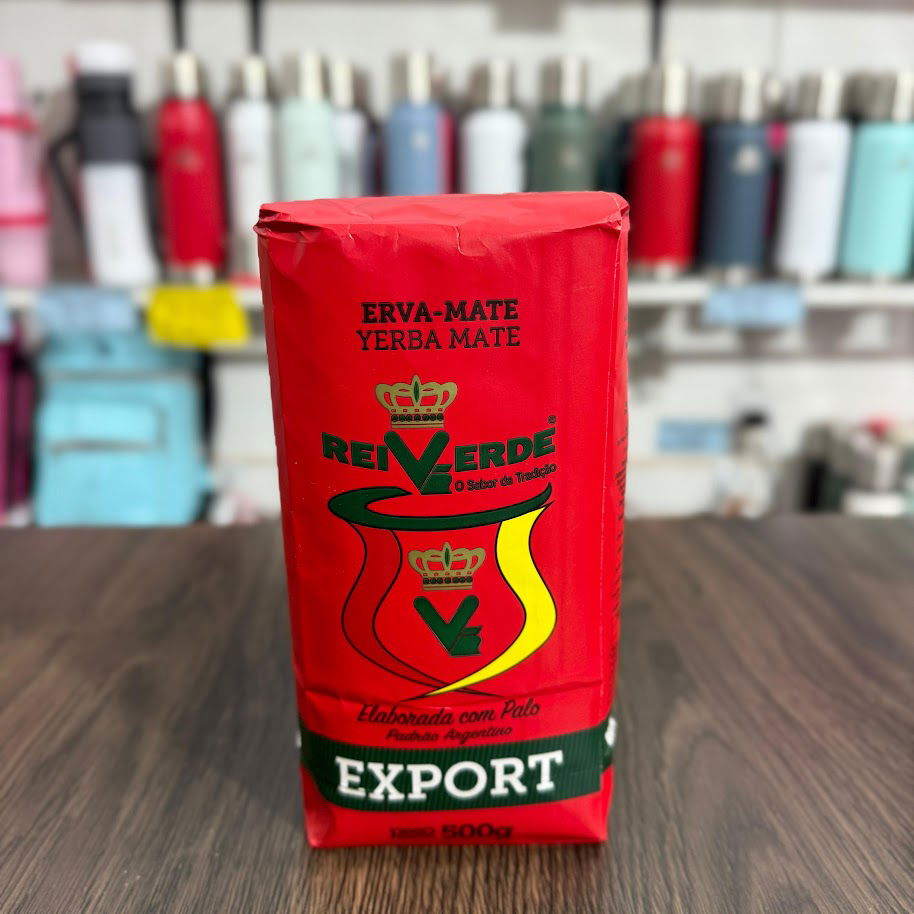 ERVA-MATE
YERBA MATE
REI VERDE®
O Sabor da Tradição
Elaborada com Palo
Padrão Argentino
EXPORT
500g